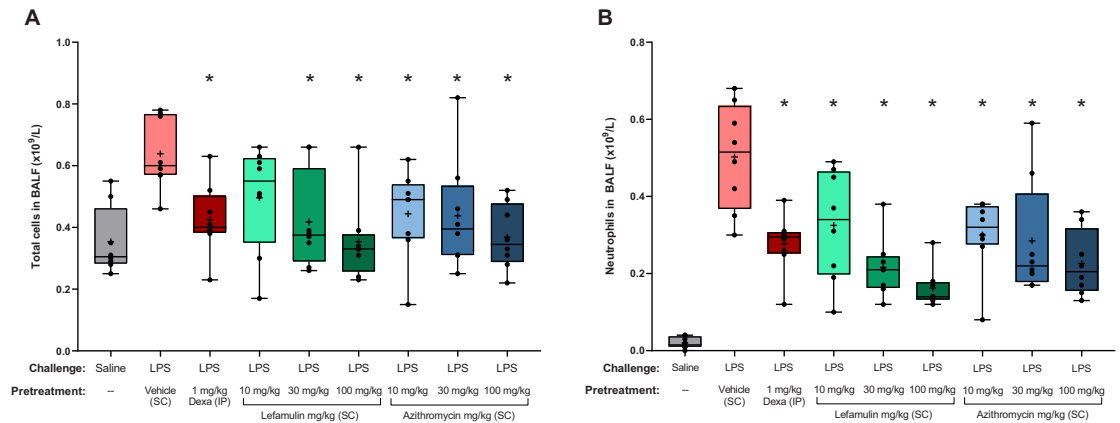 A
Total cells in BALF (x10⁹/L)
1.0
0.8
0.6
0.4
0.2
0.0
* * * * * *
Challenge: Saline LPS LPS LPS LPS LPS LPS LPS LPS
Pretreatment: -- Vehicle (SC) 1 mg/kg Dexa (IP) 10 mg/kg 30 mg/kg 100 mg/kg 10 mg/kg 30 mg/kg 100 mg/kg
Lefamulin mg/kg (SC) Azithromycin mg/kg (SC)
B
Neutrophils in BALF (x10⁹/L)
0.8
0.6
0.4
0.2
0.0
* * * * * * *
Challenge: Saline LPS LPS LPS LPS LPS LPS LPS LPS
Pretreatment: -- Vehicle (SC) 1 mg/kg Dexa (IP) 10 mg/kg 30 mg/kg 100 mg/kg 10 mg/kg 30 mg/kg 100 mg/kg
Lefamulin mg/kg (SC) Azithromycin mg/kg (SC)